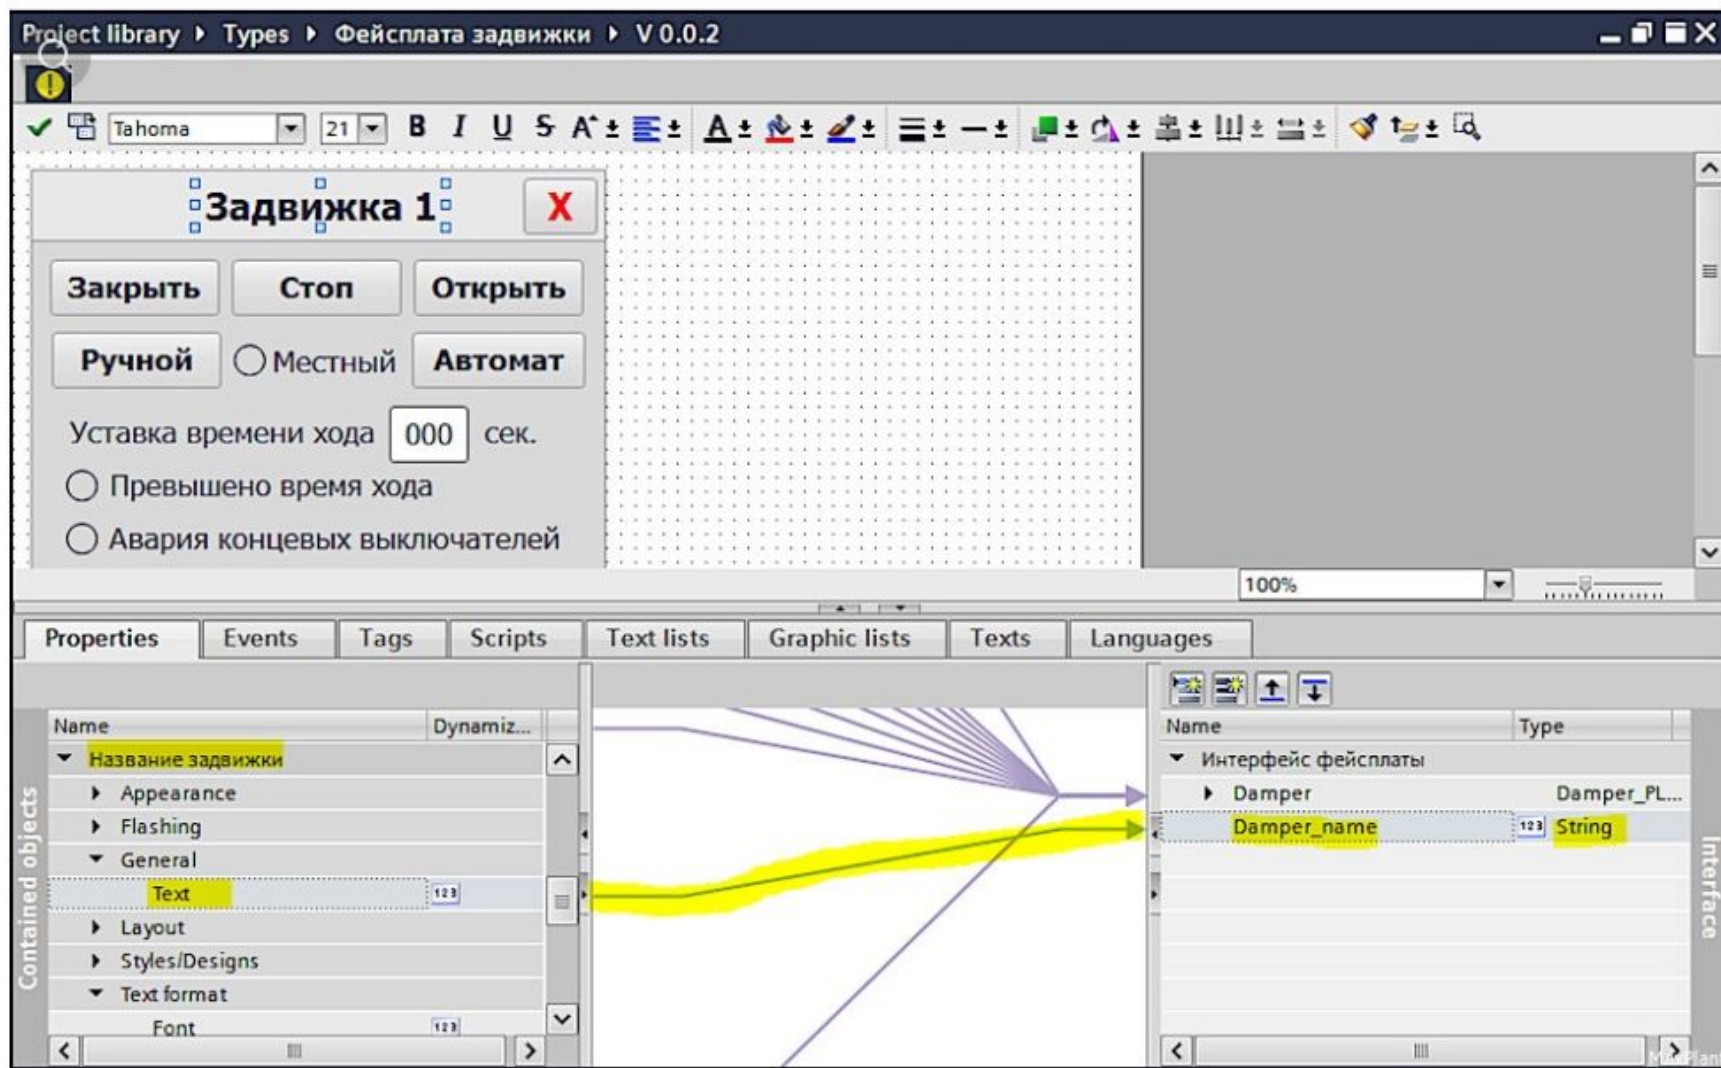 Project library ▸ Types ▸ Фейсплата задвижки ▸ V 0.0.2
Tahoma 21 B I U S A A
Задвижка 1 X
Закрыть Стоп Открыть
Ручной Местный Автомат
Уставка времени хода 000 сек.
Превышено время хода
Авария концевых выключателей
100%
Properties Events Tags Scripts Text lists Graphic lists Texts Languages
Contained objects
Name Dynamiz...
Название задвижки
Appearance
Flashing
General
Text 123
Layout
Styles/Designs
Text format
Font 123
Name Type
Интерфейс фейсплаты
Damper Damper_PL...
Damper_name 123 String
Interface